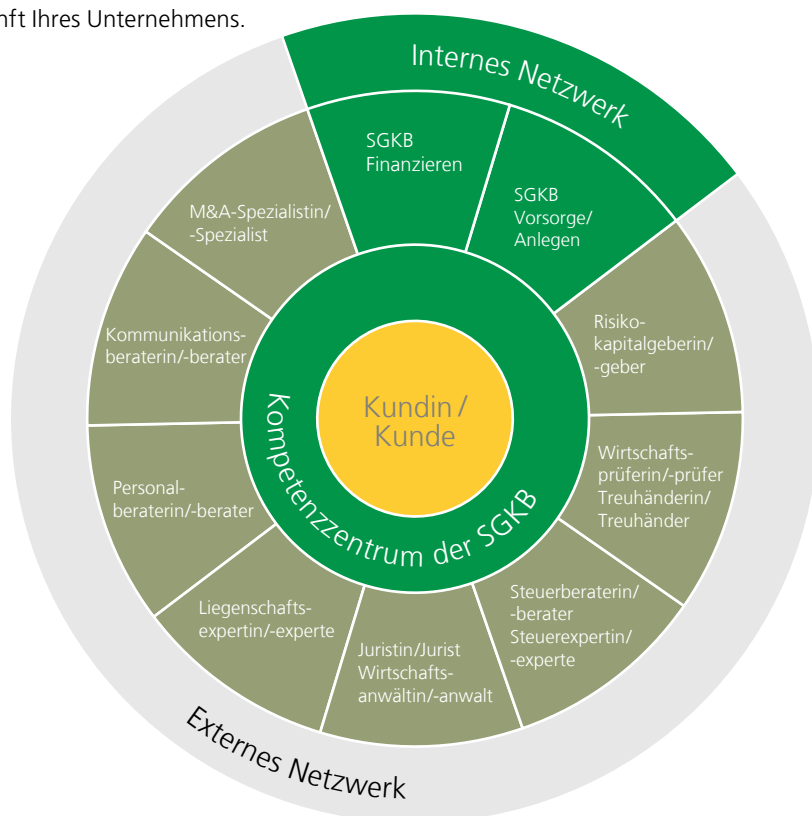 nft Ihres Unternehmens.
Internes Netzwerk
SGKB
Finanzieren
SGKB
Vorsorge/
Anlegen
M&A-Spezialistin/
-Spezialist
Kommunikations-
beraterin/-berater
Risiko-
kapitalgeberin/
-geber
Kundin /
Kunde
Kompetenzzentrum der SGKB
Wirtschafts-
prüferin/-prüfer
Treuhänderin/
Treuhänder
Personal-
beraterin/-berater
Steuerberaterin/
-berater
Steuerexpertin/
-experte
Liegenschafts-
expertin/-experte
Juristin/Jurist
Wirtschafts-
anwältin/-anwalt
Externes Netzwerk